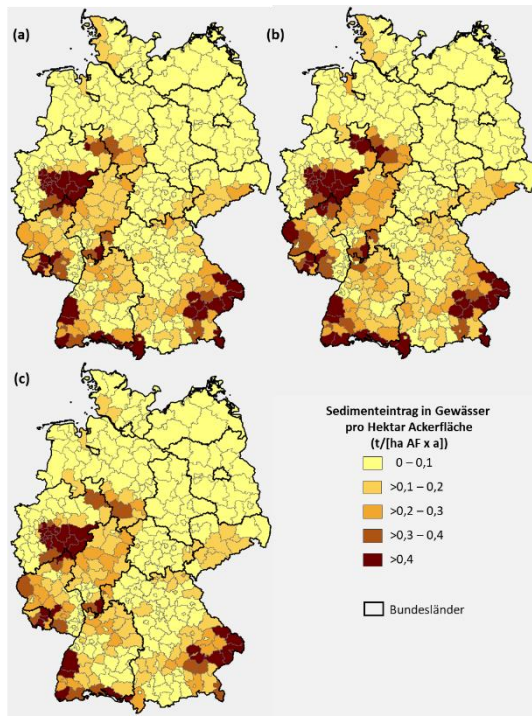 (a)
(b)
(c)
Sedimenteintrag in Gewässer
pro Hektar Ackerfläche
(t/[ha AF x a])
0 – 0,1
>0,1 – 0,2
>0,2 – 0,3
>0,3 – 0,4
>0,4
Bundesländer